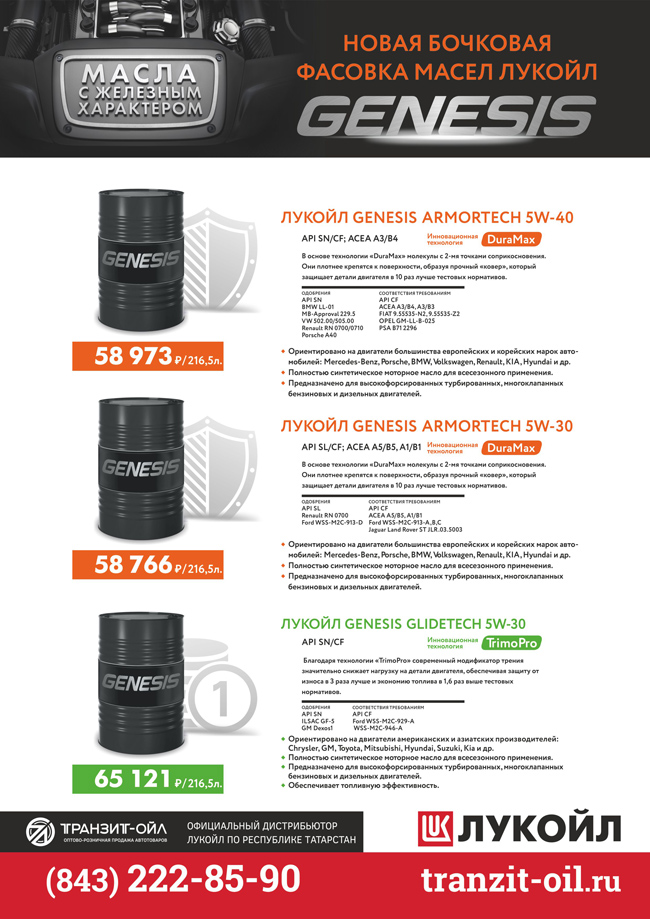 МАСЛА
С ЖЕЛЕЗНЫМ
ХАРАКТЕРОМ
НОВАЯ БОЧКОВАЯ
ФАСОВКА МАСЕЛ ЛУКОЙЛ
GENESIS
GENESIS
58 973 ₽/216,5л.
ЛУКОЙЛ GENESIS ARMORTECH 5W-40
API SN/CF; ACEA A3/B4
Инновационная
технология
DuraMax
В основе технологии «DuraMax» молекулы с 2-мя точками соприкосновения.
Они плотнее крепятся к поверхности, образуя прочный «ковер», который
защищает детали двигателя в 10 раз лучше тестовых нормативов.
ОДОБРЕНИЯ
API SN
BMW LL-01
MB-Approval 229.5
VW 502.00/505.00
Renault RN 0700/0710
Porsche A40
СООТВЕТСТВИЯ ТРЕБОВАНИЯМ
API CF
ACEA A3/B4, A3/B3
FIAT 9.55535-N2, 9.55535-Z2
OPEL GM-LL-B-025
PSA B71 2296
Ориентировано на двигатели большинства европейских и корейских марок авто-
мобилей: Mercedes-Benz, Porsche, BMW, Volkswagen, Renault, KIA, Hyundai и др.
Полностью синтетическое моторное масло для всесезонного применения.
Предназначено для высокофорсированных турбированных, многоклапанных
бензиновых и дизельных двигателей.
GENESIS
58 766 ₽/216,5л.
ЛУКОЙЛ GENESIS ARMORTECH 5W-30
API SL/CF; ACEA A5/B5, A1/B1
Инновационная
технология
DuraMax
В основе технологии «DuraMax» молекулы с 2-мя точками соприкосновения.
Они плотнее крепятся к поверхности, образуя прочный «ковер», который
защищает детали двигателя в 10 раз лучше тестовых нормативов.
ОДОБРЕНИЯ
API SL
Renault RN 0700
Ford WSS-M2C-913-D
СООТВЕТСТВИЯ ТРЕБОВАНИЯМ
API CF
ACEA A5/B5, A1/B1
Ford WSS-M2C-913-A,B,C
Jaguar Land Rover ST JLR.03.5003
Ориентировано на двигатели большинства европейских и корейских марок авто-
мобилей: Mercedes-Benz, Porsche, BMW, Volkswagen, Renault, KIA, Hyundai и др.
Полностью синтетическое моторное масло для всесезонного применения.
Предназначено для высокофорсированных турбированных, многоклапанных
бензиновых и дизельных двигателей.
GENESIS
1
65 121 ₽/216,5л.
ЛУКОЙЛ GENESIS GLIDETECH 5W-30
API SN/CF
Инновационная
технология
TrimoPro
Благодаря технологии «TrimoPro» современный модификатор трения
значительно снижает нагрузку на детали двигателя, обеспечивая защиту от
износа в 3 раза лучше и экономию топлива в 1,6 раз выше тестовых
нормативов.
ОДОБРЕНИЯ
API SN
ILSAC GF-5
GM Dexos1
СООТВЕТСТВИЯ ТРЕБОВАНИЯМ
API CF
Ford WSS-M2C-929-A
WSS-M2C-946-A
Ориентировано на двигатели американских и азиатских производителей:
Chrysler, GM, Toyota, Mitsubishi, Hyundai, Suzuki, Kia и др.
Полностью синтетическое моторное масло для всесезонного применения.
Предназначено для высокофорсированных турбированных, многоклапанных
бензиновых и дизельных двигателей.
Обеспечивает топливную эффективность.
ТРАНЗИТ-ОЙЛ
ОПТОВО-РОЗНИЧНАЯ ПРОДАЖА АВТОТОВАРОВ
ОФИЦИАЛЬНЫЙ ДИСТРИБЬЮТОР
ЛУКОЙЛ ПО РЕСПУБЛИКЕ ТАТАРСТАН
ЛУКОЙЛ
(843) 222-85-90
tranzit-oil.ru